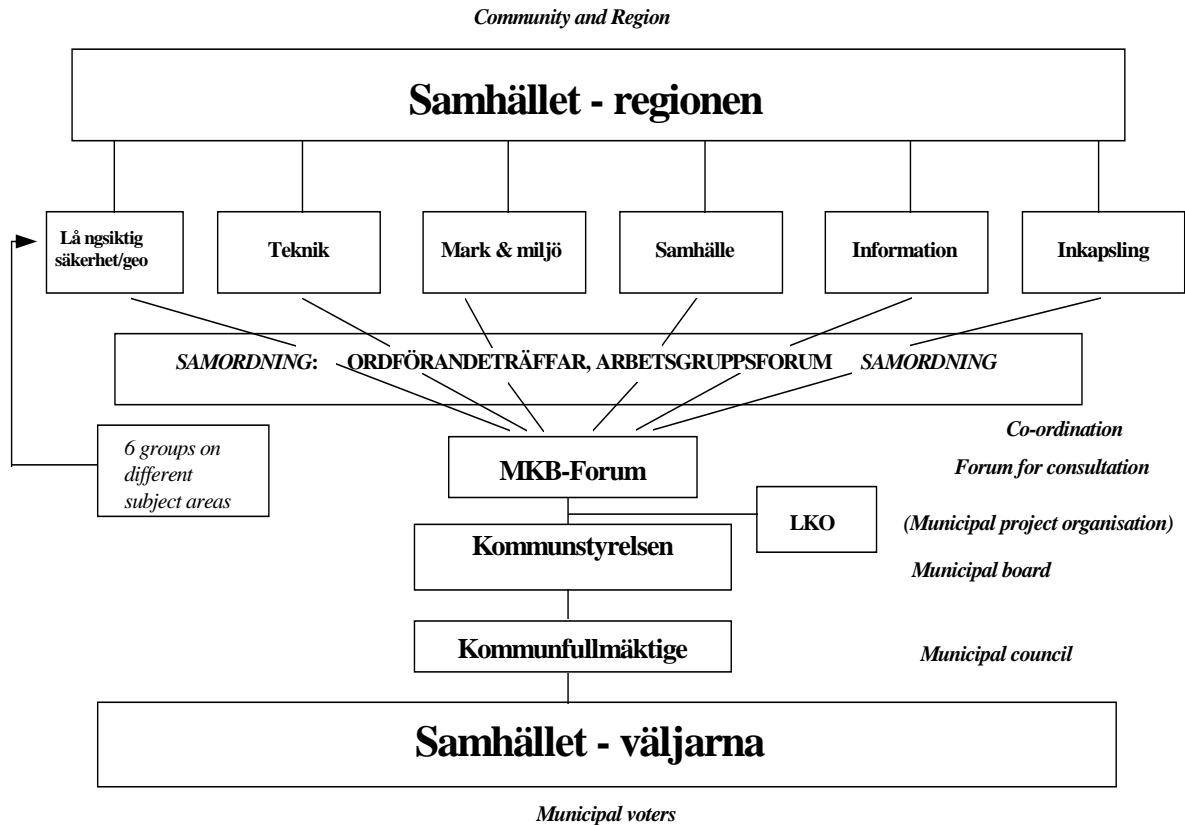 Community and Region
Samhället - regionen
Lå ngsiktig
säkerhet/geo
Teknik
Mark & miljö
Samhälle
Information
Inkapsling
SAMORDNING: ORDFÖRANDETRÄFFAR, ARBETSGRUPPSFORUM SAMORDNING
6 groups on
different
subject areas
Co-ordination
MKB-Forum
Forum for consultation
LKO
(Municipal project organisation)
Kommunstyrelsen
Municipal board
Kommunfullmäktige
Municipal council
Samhället - väljarna
Municipal voters